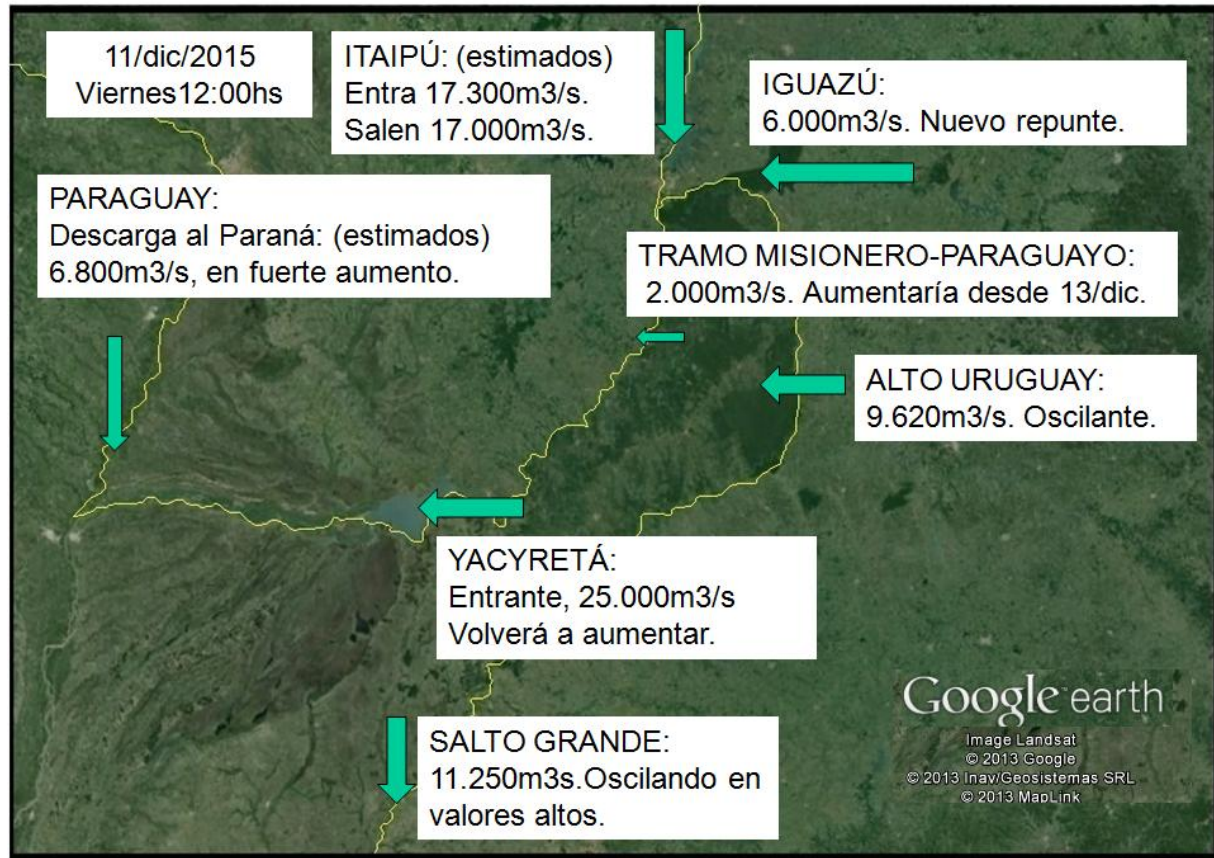 11/dic/2015
Viernes12:00hs
ITAIPÚ: (estimados)
Entra 17.300m3/s.
Salen 17.000m3/s.
IGUAZÚ:
6.000m3/s. Nuevo repunte.
PARAGUAY:
Descarga al Paraná: (estimados)
6.800m3/s, en fuerte aumento.
TRAMO MISIONERO-PARAGUAYO:
2.000m3/s. Aumentaría desde 13/dic.
ALTO URUGUAY:
9.620m3/s. Oscilante.
YACYRETÁ:
Entrante, 25.000m3/s
Volverá a aumentar.
SALTO GRANDE:
11.250m3s.Oscilando en
valores altos.
Google earth
Image Landsat
© 2013 Google
© 2013 Inav/Geosistemas SRL
© 2013 MapLink